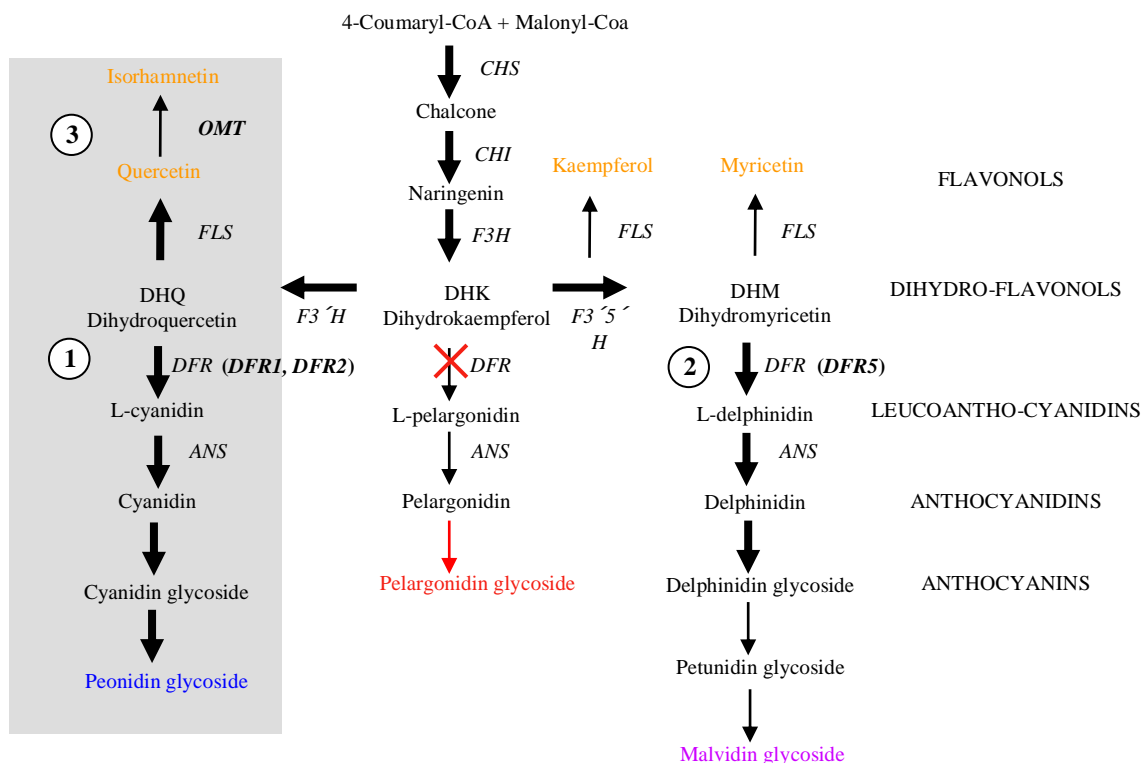 4-Coumaryl-CoA + Malonyl-Coa
CHS
Isorhamnetin
Chalcone
3
OMT
CHI
Quercetin
Kaempferol
Myricetin
FLAVONOLS
Naringenin
FLS
F3H
FLS
FLS
DHQ
Dihydroquercetin
F3´H
DHK
Dihydrokaempferol
F3´5´
H
DHM
Dihydromyricetin
DIHYDRO-FLAVONOLS
1
DFR (DFR1, DFR2)
DFR
2
DFR (DFR5)
L-cyanidin
L-pelargonidin
L-delphinidin
LEUCOANTHO-CYANIDINS
ANS
ANS
ANS
Cyanidin
Pelargonidin
Delphinidin
ANTHOCYANIDINS
Cyanidin glycoside
Pelargonidin glycoside
Delphinidin glycoside
ANTHOCYANINS
Peonidin glycoside
Petunidin glycoside
Malvidin glycoside